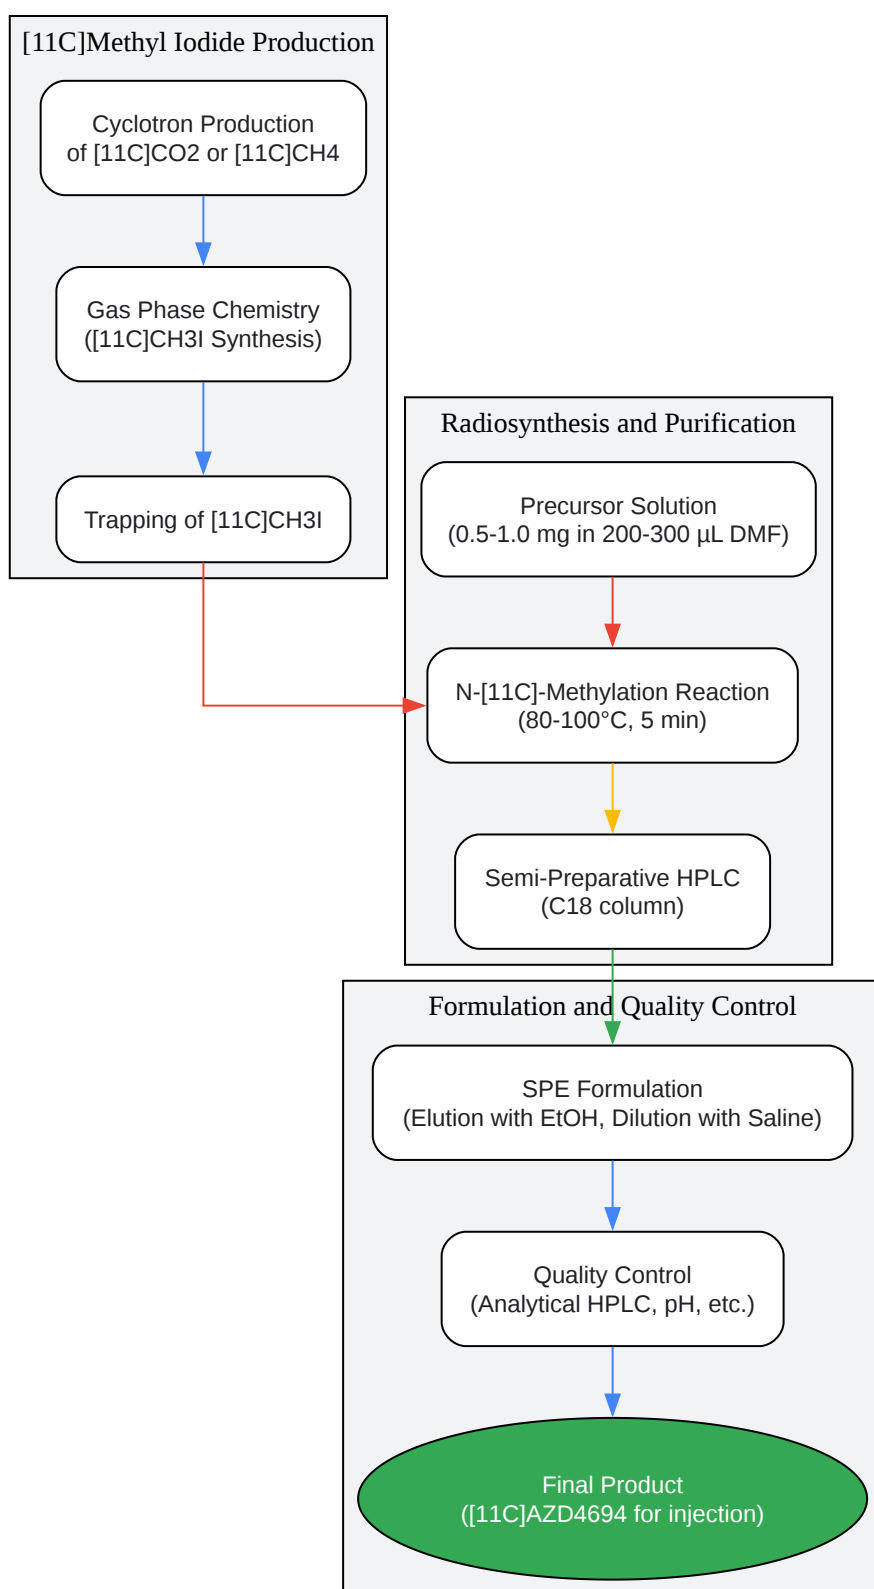 [11C]Methyl Iodide Production
Cyclotron Production
of [11C]CO2 or [11C]CH4
Gas Phase Chemistry
([11C]CH3I Synthesis)
Trapping of [11C]CH3I
Radiosynthesis and Purification
Precursor Solution
(0.5-1.0 mg in 200-300 µL DMF)
N-[11C]-Methylation Reaction
(80-100°C, 5 min)
Semi-Preparative HPLC
(C18 column)
Formulation and Quality Control
SPE Formulation
(Elution with EtOH, Dilution with Saline)
Quality Control
(Analytical HPLC, pH, etc.)
Final Product
([11C]AZD4694 for injection)